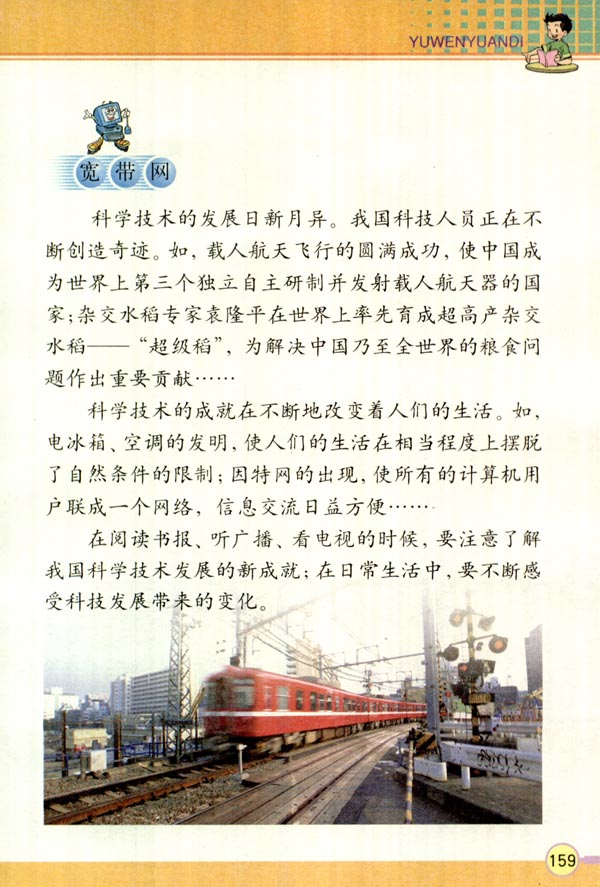 YUWENYUANDI
宽带网
科学技术的发展日新月异。我国科技人员正在不
断创造奇迹。如,载人航天飞行的圆满成功,使中国成
为世界上第三个独立自主研制并发射载人航天器的国
家;杂交水稻专家袁隆平在世界上率先育成超高产杂交
水稻——“超级稻”,为解决中国乃至全世界的粮食问
题作出重要贡献……
科学技术的成就在不断地改变着人们的生活。如,
电冰箱、空调的发明,使人们的生活在相当程度上摆脱
了自然条件的限制;因特网的出现,使所有的计算机用
户联成一个网络,信息交流日益方便……
在阅读书报、听广播、看电视的时候,要注意了解
我国科学技术发展的新成就;在日常生活中,要不断感
受科技发展带来的变化。
159